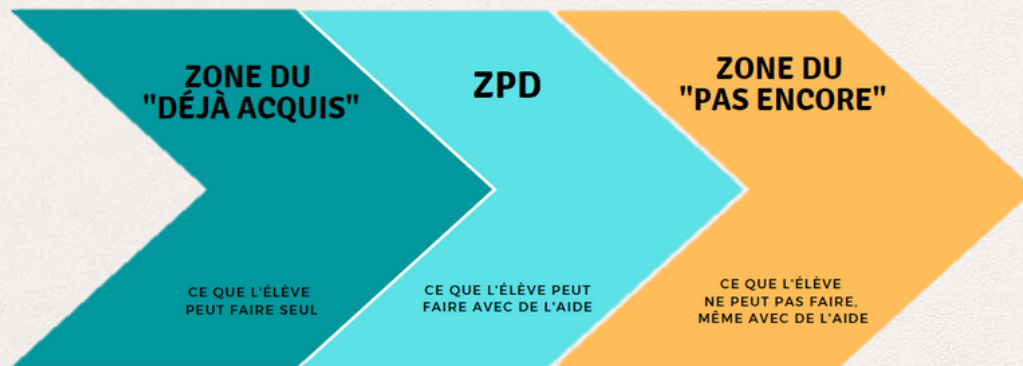 ZONE DU
"DÉJÀ ACQUIS"
CE QUE L'ÉLÈVE
PEUT FAIRE SEUL
ZPD
CE QUE L'ÉLÈVE PEUT
FAIRE AVEC DE L'AIDE
ZONE DU
"PAS ENCORE"
CE QUE L'ÉLÈVE
NE PEUT PAS FAIRE,
MÊME AVEC DE L'AIDE